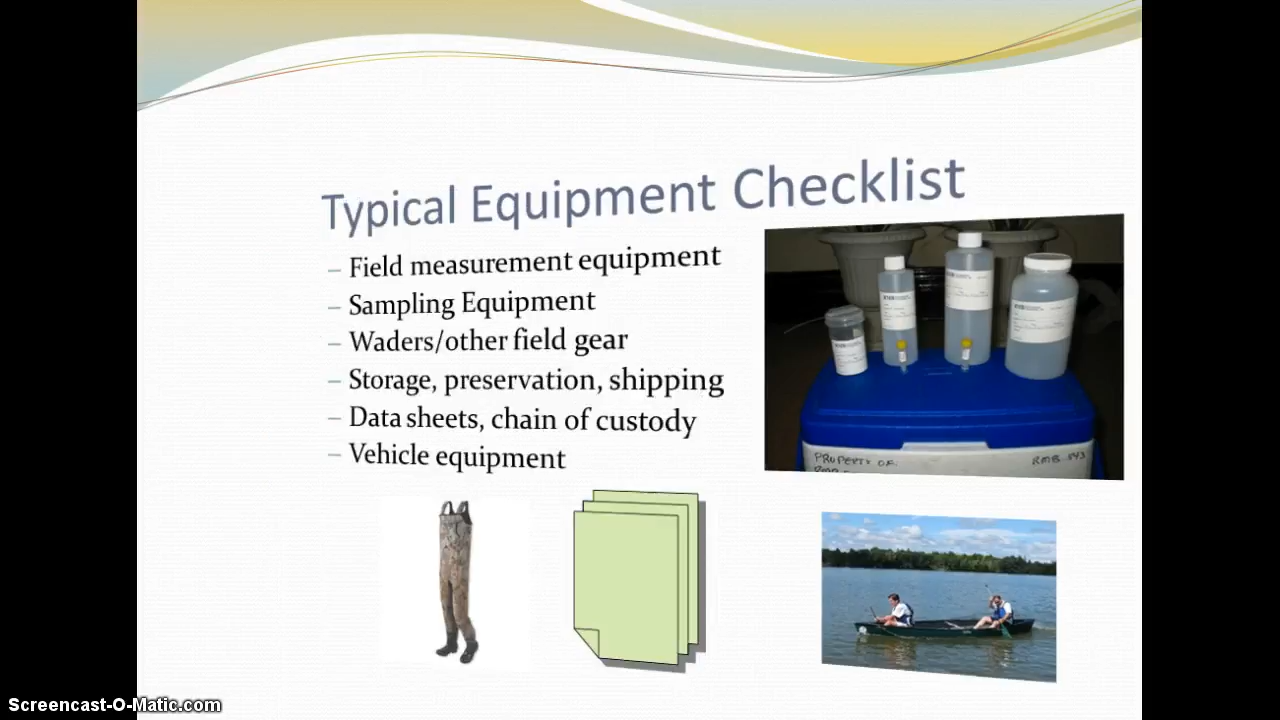 Typical Equipment Checklist
– Field measurement equipment
– Sampling Equipment
– Waders/other field gear
– Storage, preservation, shipping
– Data sheets, chain of custody
– Vehicle equipment
PROPERTY OF:
RMB
Screencast-O-Matic.com